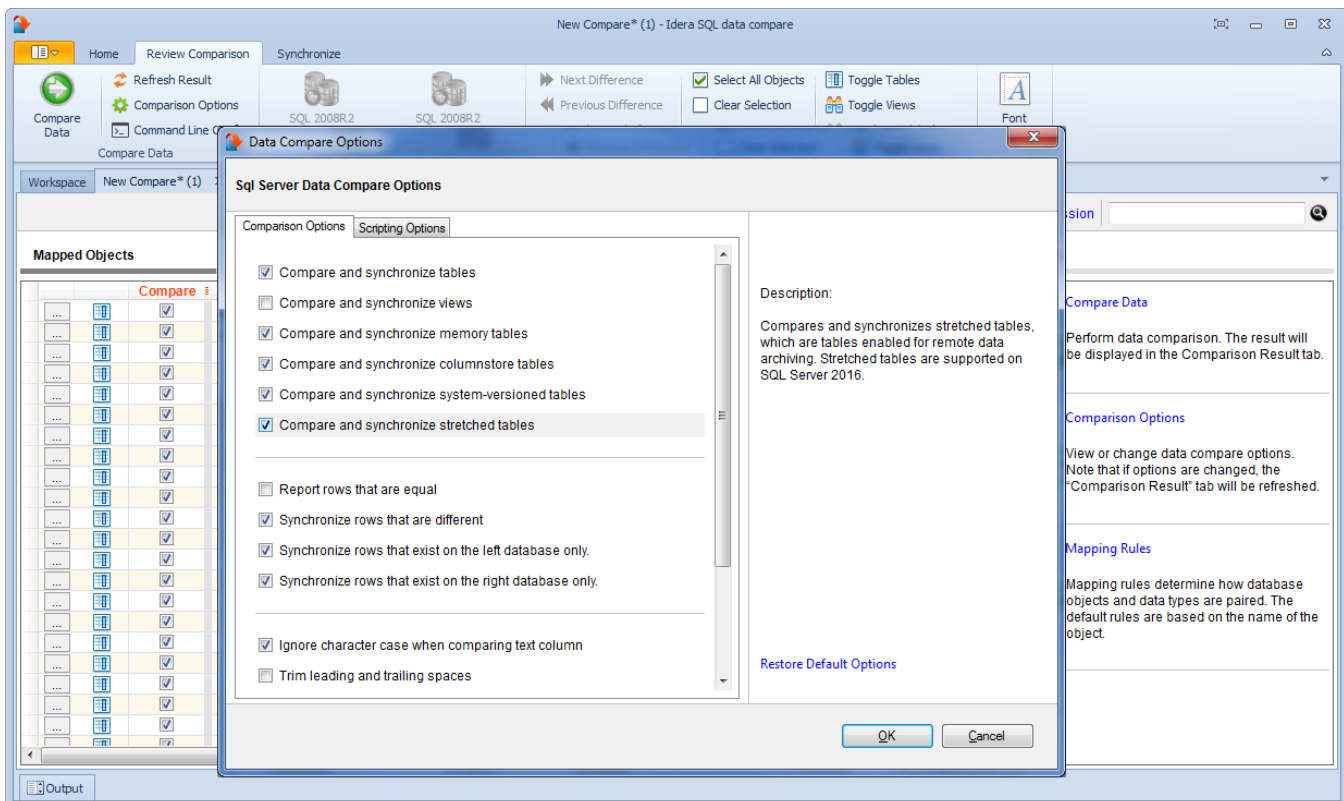 New Compare* (1) - Idera SQL data compare
Home
Review Comparison
Synchronize
Compare
Data
Refresh Result
Comparison Options
Command Line
Compare Data
SQL 2008R2
SQL 2008R2
Next Difference
Previous Difference
Select All Objects
Clear Selection
Toggle Tables
Toggle Views
Font
Workspace
New Compare* (1)
Mapped Objects
Compare
Data Compare Options
Sql Server Data Compare Options
Comparison Options
Scripting Options
Compare and synchronize tables
Compare and synchronize views
Compare and synchronize memory tables
Compare and synchronize columnstore tables
Compare and synchronize system-versioned tables
Compare and synchronize stretched tables
Report rows that are equal
Synchronize rows that are different
Synchronize rows that exist on the left database only.
Synchronize rows that exist on the right database only.
Ignore character case when comparing text column
Trim leading and trailing spaces
Description:
Compares and synchronizes stretched tables,
which are tables enabled for remote data
archiving. Stretched tables are supported on
SQL Server 2016.
Restore Default Options
OK
Cancel
Compare Data
Perform data comparison. The result will
be displayed in the Comparison Result tab.
Comparison Options
View or change data compare options.
Note that if options are changed, the
"Comparison Result" tab will be refreshed.
Mapping Rules
Mapping rules determine how database
objects and data types are paired. The
default rules are based on the name of the
object.
Output